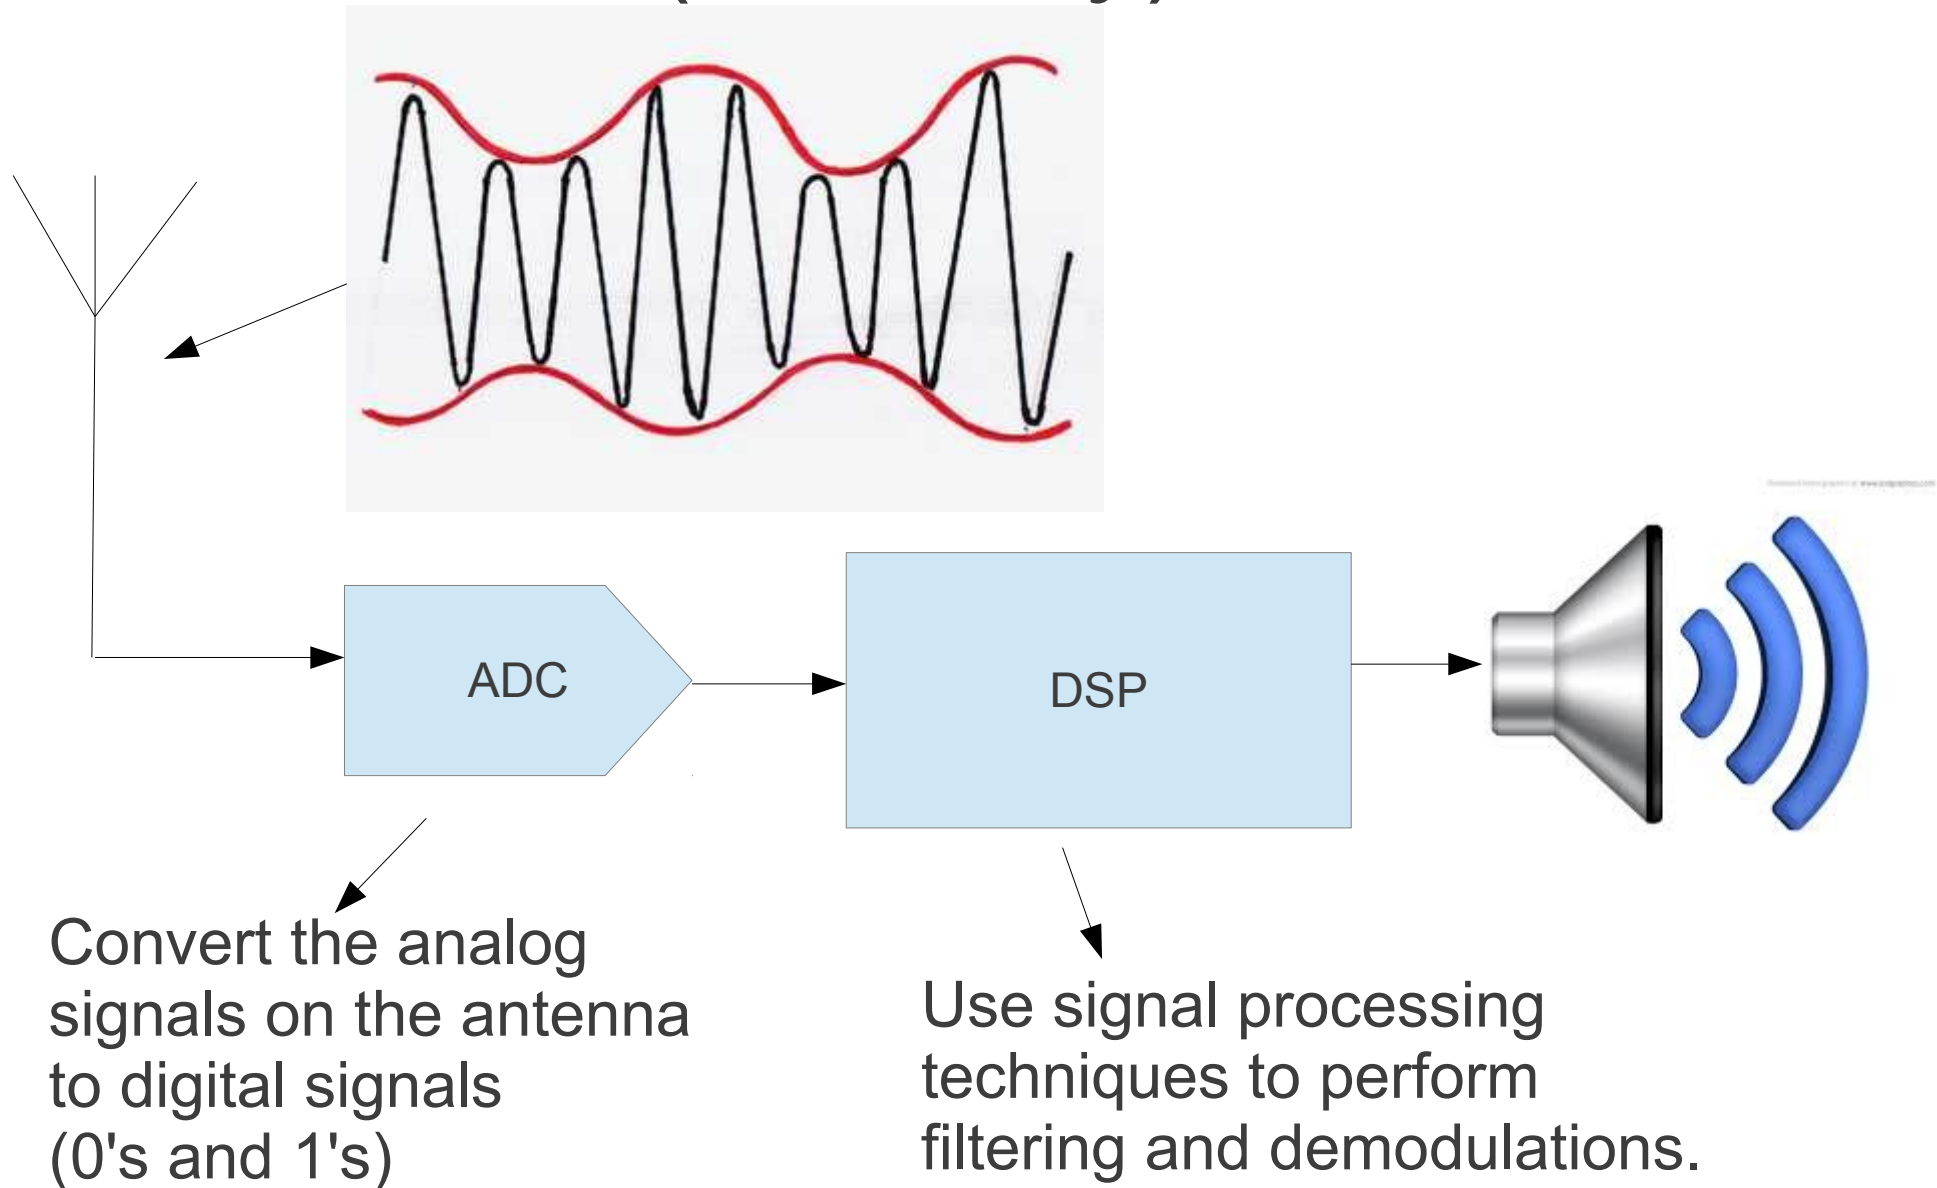 ADC
DSP
Convert the analog
signals on the antenna
to digital signals
(0's and 1's)
Use signal processing
techniques to perform
filtering and demodulations.